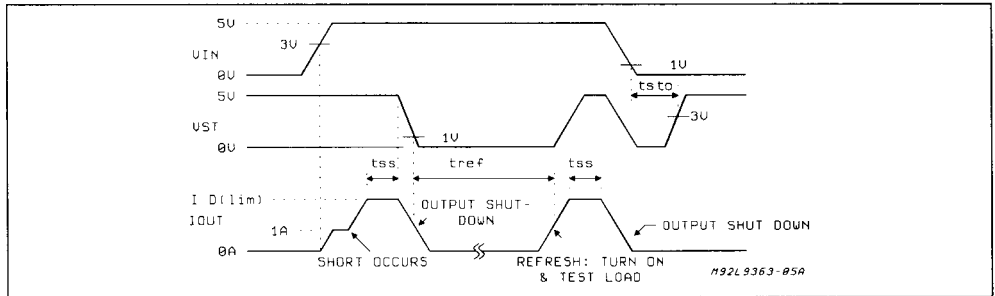 5V
3V
VIN
1V
0V
tsto
5V
VST
1V
3V
0V
tss
tref
tss
I D(lim)
IOUT
OUTPUT SHUT-
DOWN
1A
OUTPUT SHUT DOWN
0A
SHORT OCCURS
REFRESH: TURN ON
& TEST LOAD
M92L9363-05A